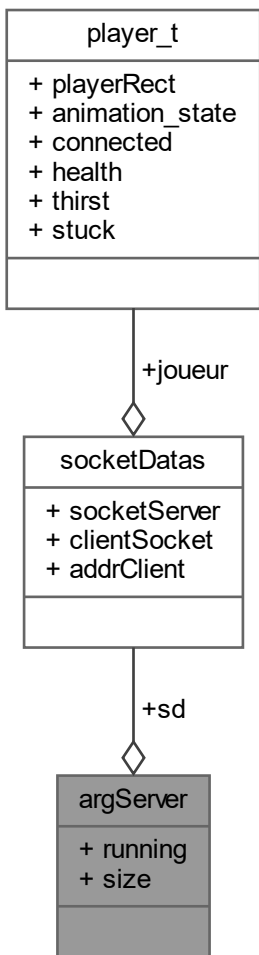 player_t
+ playerRect
+ animation_state
+ connected
+ health
+ thirst
+ stuck
+joueur
socketDatas
+ socketServer
+ clientSocket
+ addrClient
+sd
argServer
+ running
+ size